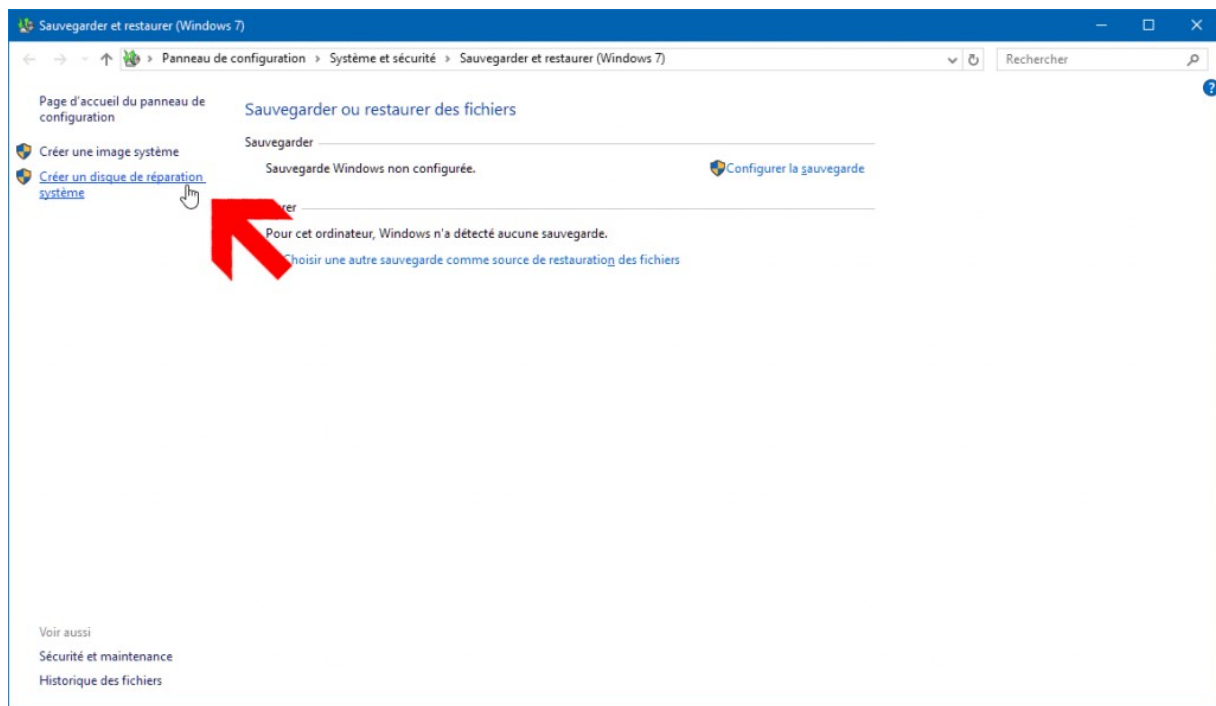 Sauvegarder et restaurer (Windows 7)
Panneau de configuration › Système et sécurité › Sauvegarder et restaurer (Windows 7)
Rechercher
Page d'accueil du panneau de
configuration
Créer une image système
Créer un disque de réparation
système
Sauvegarder ou restaurer des fichiers
Sauvegarder
Sauvegarde Windows non configurée.
Configurer la sauvegarde
Pour cet ordinateur, Windows n'a détecté aucune sauvegarde.
Choisir une autre sauvegarde comme source de restauration des fichiers
Voir aussi
Sécurité et maintenance
Historique des fichiers